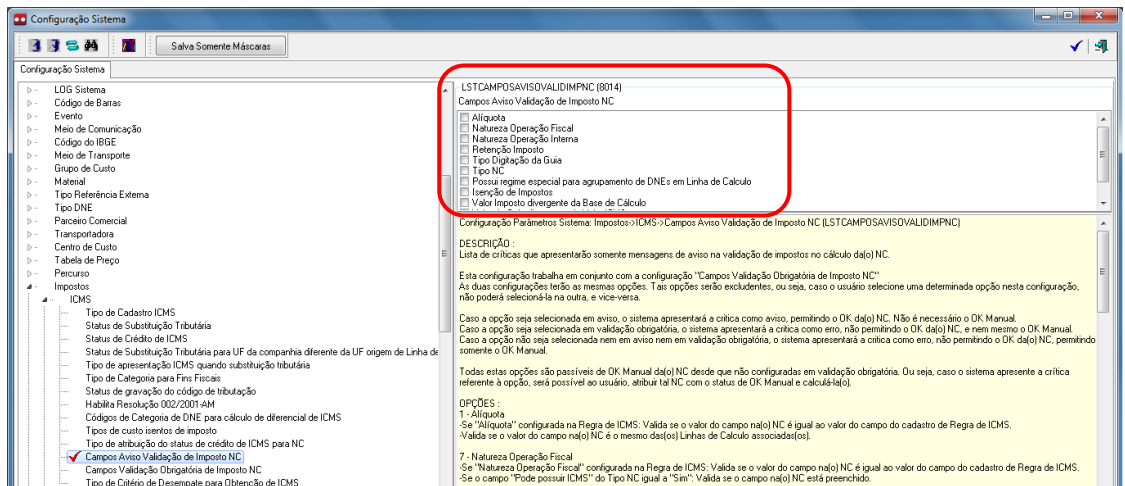 Configuração Sistema
Salva Somente Máscaras
Configuração Sistema
LOG Sistema
Código de Barras
Evento
Meio de Comunicação
Código do IBGE
Meio de Transporte
Grupo de Custo
Material
Tipo Referência Externa
Tipo DNE
Parceiro Comercial
Transportadora
Centro de Custo
Tabela de Preço
Percurso
Impostos
ICMS
Tipo de Cadastro ICMS
Status de Substituição Tributária
Status de Crédito de ICMS
Status de Substituição Tributária para UF da companhia diferente da UF origem de Linha de
Tipo de apresentação ICMS quando substituição tributária
Tipo de Categoria para Fins Fiscais
Status de gravação do código de tributação
Habilita Resolução 002/2001-AM
Códigos de Categoria de DNE para cálculo de diferencial de ICMS
Tipos de custo isentos de imposto
Tipo de atribuição do status de crédito de ICMS para NC
Campos Aviso Validação de Imposto NC
Campos Validação Obrigatória de Imposto NC
Tipo de Critério de Desempate para Obtenção de ICMS
LSTCAMPOSAVISOVALIDIMPNC (8014)
Campos Aviso Validação de Imposto NC
Alíquota
Natureza Operação Fiscal
Natureza Operação Interna
Retenção Imposto
Tipo Digitação da Guia
Tipo NC
Possui regime especial para agrupamento de DNEs em Linha de Calculo
Isenção de Impostos
Valor Imposto divergente da Base de Cálculo
Configuração Parâmetros Sistema: Impostos->ICMS->Campos Aviso Validação de Imposto NC (LSTCAMPOSAVISOVALIDIMPNC)
DESCRIÇÃO :
Lista de críticas que apresentarão somente mensagens de aviso na validação de impostos no cálculo da(o) NC.
Esta configuração trabalha em conjunto com a configuração "Campos Validação Obrigatória de Imposto NC"
As duas configurações terão as mesmas opções. Tais opções serão excludentes, ou seja, caso o usuário selecione uma determinada opção nesta configuração,
não poderá selecioná-la na outra, e vice-versa.
Caso a opção seja selecionada em aviso, o sistema apresentará a critica como aviso, permitindo o OK da(o) NC. Não é necessário o OK Manual.
Caso a opção seja selecionada em validação obrigatória, o sistema apresentará a critica como erro, não permitindo o OK da(o) NC, e nem mesmo o OK Manual.
Caso a opção não seja selecionada nem em aviso nem em validação obrigatória, o sistema apresentará a critica como erro, não permitindo o OK da(o) NC, permitindo
somente o OK Manual.
Todas estas opções são passíveis de OK Manual da(o) NC desde que não configuradas em validação obrigatória. Ou seja, caso o sistema apresente a crítica
referente à opção, será possível ao usuário, atribuir tal NC com o status de OK Manual e calculá-la(o).
OPÇÕES :
1 - Alíquota
-Se "Alíquota" configurada na Regra de ICMS: Valida se o valor do campo na(o) NC é igual ao valor do campo do cadastro de Regra de ICMS.
-Valida se o valor do campo na(o) NC é o mesmo das(os) Linhas de Calculo associadas(os).
7 - Natureza Operação Fiscal
-Se "Natureza Operação Fiscal" configurada na Regra de ICMS: Valida se o valor do campo na(o) NC é igual ao valor do campo do cadastro de Regra de ICMS.
-Se o campo "Pode possuir ICMS" do Tipo NC igual a "Sim": Valida se o campo na(o) NC está preenchido.